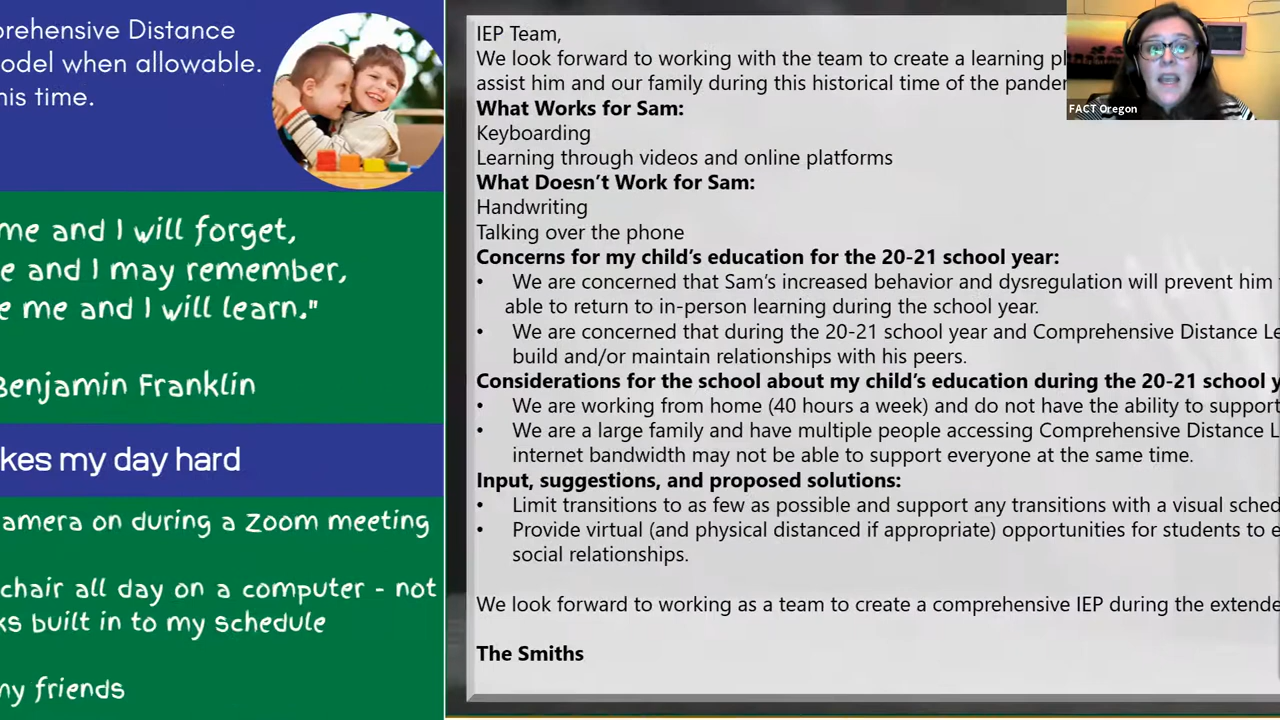 prehensive Distance
odel when allowable.
his time.
me and I will forget,
e and I may remember,
e me and I will learn."
Benjamin Franklin
kes my day hard
amera on during a Zoom meeting
chair all day on a computer - not
ks built in to my schedule
my friends
IEP Team,
We look forward to working with the team to create a learning pl
assist him and our family during this historical time of the pander
What Works for Sam:
Keyboarding
Learning through videos and online platforms
What Doesn't Work for Sam:
Handwriting
Talking over the phone
Concerns for my child's education for the 20-21 school year:
• We are concerned that Sam's increased behavior and dysregulation will prevent him
able to return to in-person learning during the school year.
• We are concerned that during the 20-21 school year and Comprehensive Distance Le
build and/or maintain relationships with his peers.
Considerations for the school about my child's education during the 20-21 school y
• We are working from home (40 hours a week) and do not have the ability to support
• We are a large family and have multiple people accessing Comprehensive Distance L
internet bandwidth may not be able to support everyone at the same time.
Input, suggestions, and proposed solutions:
• Limit transitions to as few as possible and support any transitions with a visual sched
• Provide virtual (and physical distanced if appropriate) opportunities for students to e
social relationships.
We look forward to working as a team to create a comprehensive IEP during the extende
The Smiths
FACT Oregon